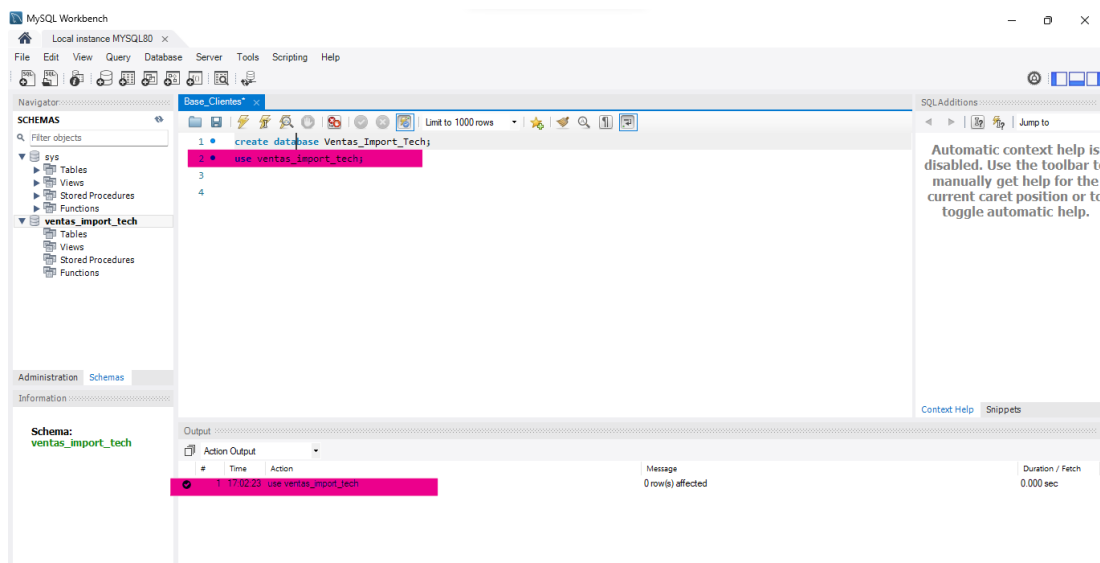 MySQL Workbench
Local instance MYSQL80 ×
File Edit View Query Database Server Tools Scripting Help
Navigator
SCHEMAS
Filter objects
sys
Tables
Views
Stored Procedures
Functions
ventas_import_tech
Tables
Views
Stored Procedures
Functions
Administration Schemas
Information
Schema:
ventas_import_tech
Base_Clientes* ×
Limit to 1000 rows
1 create database Ventas_Import_Tech;
2 use ventas_import_tech;
3
4
Output
Action Output
# Time Action Message Duration / Fetch
1 17:02:23 use ventas_import_tech 0 row(s) affected 0.000 sec
SQLAdditions
Jump to
Automatic context help is
disabled. Use the toolbar to
manually get help for the
current caret position or to
toggle automatic help.
Context Help Snippets